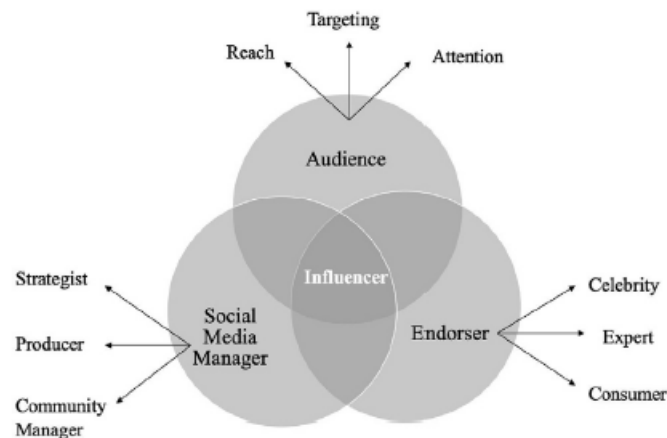 Targeting
Reach
Attention
Audience
Influencer
Strategist
Producer
Community
Manager
Social
Media
Manager
Endorser
Celebrity
Expert
Consumer